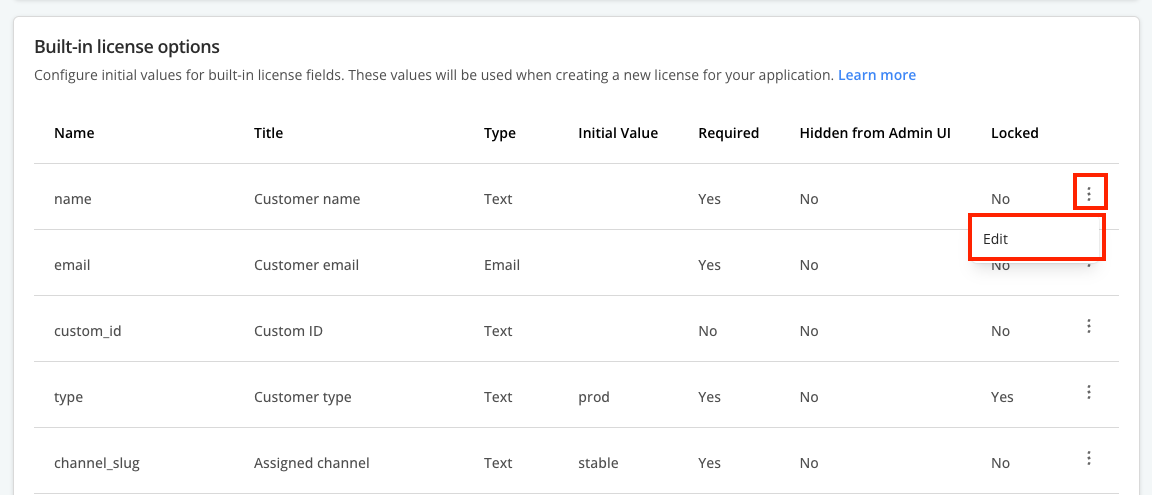 Built-in license options
Configure initial values for built-in license fields. These values will be used when creating a new license for your application. Learn more
Name Title Type Initial Value Required Hidden from Admin UI Locked
name Customer name Text Yes No No
Edit
email Customer email Email Yes No No
custom_id Custom ID Text No No No
type Customer type Text prod Yes No Yes
channel_slug Assigned channel Text stable Yes No No